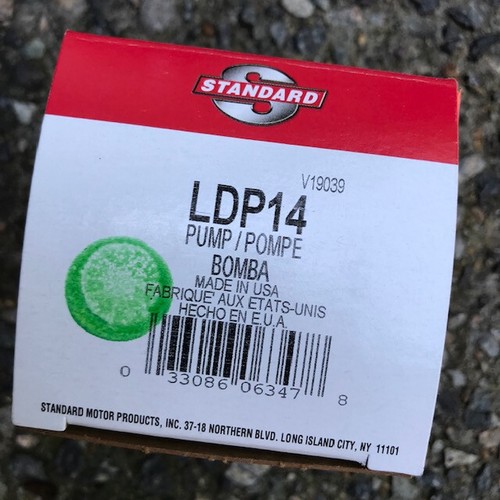 STANDARD
V19039
LDP14
PUMP / POMPE
BOMBA
MADE IN USA
FABRIQUE' AUX ETATS-UNIS
HECHO EN E.U.A.
0 33086 06347 8
STANDARD MOTOR PRODUCTS, INC. 37-18 NORTHERN BLVD. LONG ISLAND CITY, NY 11101